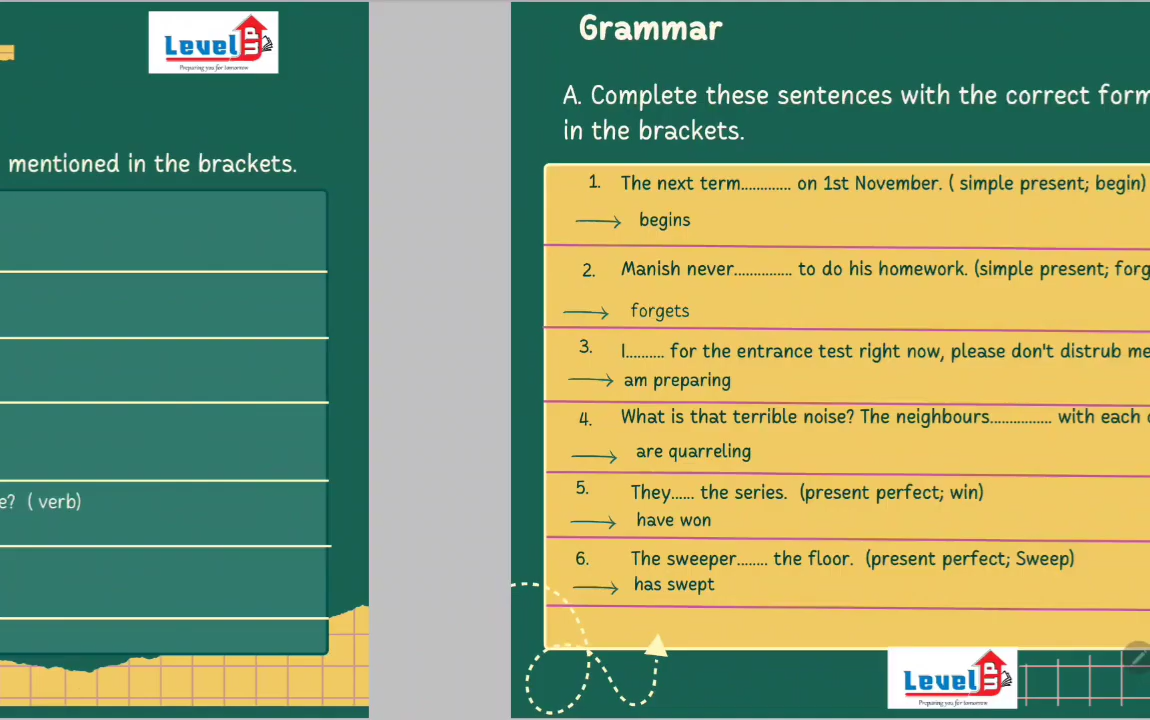 Level UP
Preparing you for tomorrow
mentioned in the brackets.
e? ( verb)
Grammar
A. Complete these sentences with the correct form
in the brackets.
1. The next term............ on 1st November. ( simple present; begin)
begins
2. Manish never.............. to do his homework. (simple present; forg
forgets
3. I.......... for the entrance test right now, please don't distrub me
am preparing
4. What is that terrible noise? The neighbours............... with each
are quarreling
5. They...... the series. (present perfect; win)
have won
6. The sweeper........ the floor. (present perfect; Sweep)
has swept
Level UP
Preparing you for tomorrow